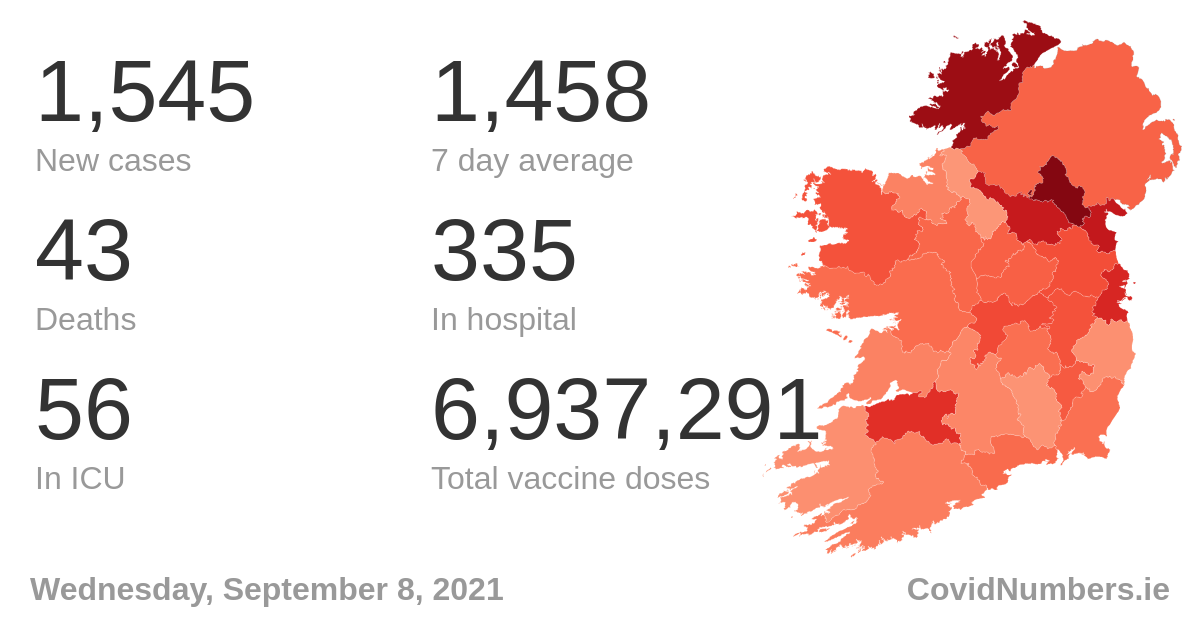 1,545
New cases
1,458
7 day average
43
Deaths
335
In hospital
56
In ICU
6,937,291
Total vaccine doses
Wednesday, September 8, 2021
CovidNumbers.ie